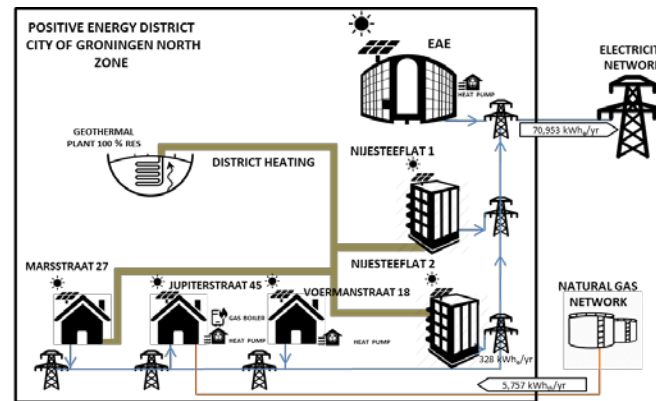 POSITIVE ENERGY DISTRICT
CITY OF GRONINGEN NORTH
ZONE
EAE
HEAT PUMP
ELECTRICIT
NETWORK
70,953 kWhe/yr
GEOTHERMAL
PLANT 100 % RES
DISTRICT HEATING
NIJESTEEFLAT 1
MARSSTRAAT 27
JUPITERSTRAAT 45
GAS BOILER
HEAT PUMP
VOERMANSTRAAT 18
HEAT PUMP
NIJESTEEFLAT 2
328 kWhe/yr
NATURAL GAS
NETWORK
5,757 kWhth/yr